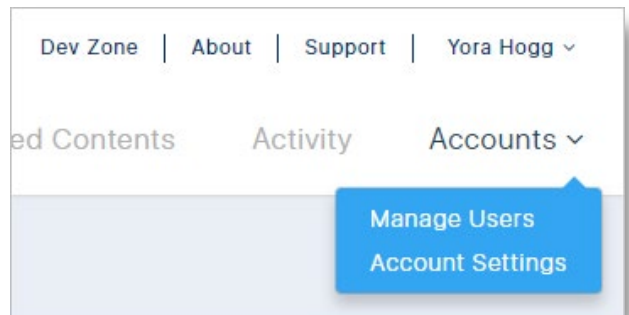 Dev Zone | About | Support | Yora Hogg
ed Contents Activity Accounts
Manage Users
Account Settings